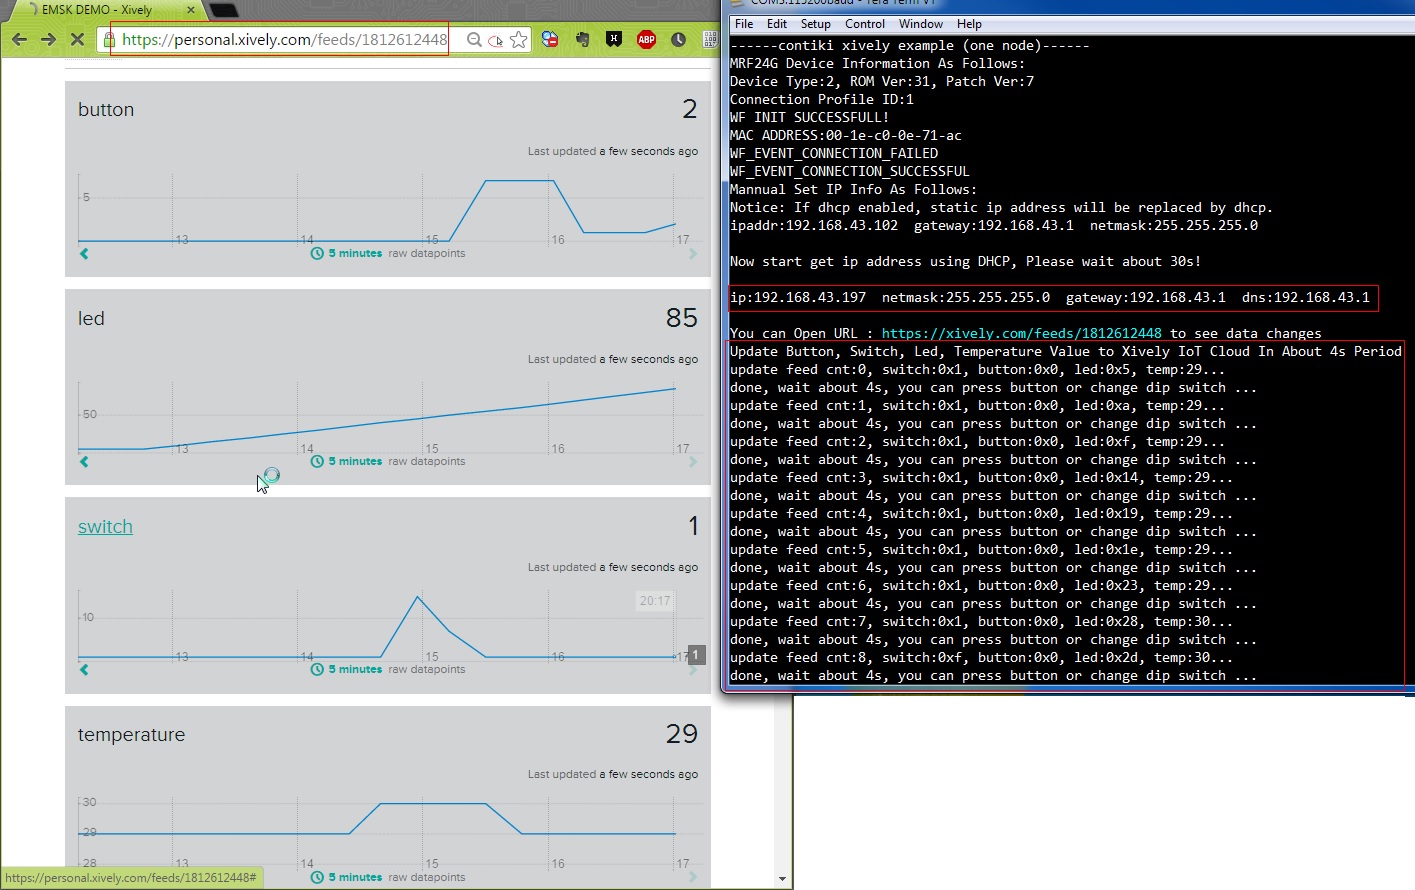 EMSK DEMO - Xively
https://personal.xively.com/feeds/1812612448
ABP
button
2
Last updated a few seconds ago
5
13 14 15 16 17
5 minutes raw datapoints
led
85
Last updated a few seconds ago
50
13 14 15 16 17
5 minutes raw datapoints
switch
1
Last updated a few seconds ago
20:17
10
13 14 15 16 17
1
5 minutes raw datapoints
temperature
29
Last updated a few seconds ago
30
29
28
13 14 15 16 17
5 minutes raw datapoints
https://personal.xively.com/feeds/1812612448#
COM5:115200baud - Tera Term VT
File Edit Setup Control Window Help
------contiki xively example (one node)------
MRF24G Device Information As Follows:
Device Type:2, ROM Ver:31, Patch Ver:7
Connection Profile ID:1
WF INIT SUCCESSFULL!
MAC ADDRESS:00-1e-c0-0e-71-ac
WF_EVENT_CONNECTION_FAILED
WF_EVENT_CONNECTION_SUCCESSFUL
Mannual Set IP Info As Follows:
Notice: If dhcp enabled, static ip address will be replaced by dhcp.
ipaddr:192.168.43.102 gateway:192.168.43.1 netmask:255.255.255.0
Now start get ip address using DHCP, Please wait about 30s!
ip:192.168.43.197 netmask:255.255.255.0 gateway:192.168.43.1 dns:192.168.43.1
You can Open URL : https://xively.com/feeds/1812612448 to see data changes
Update Button, Switch, Led, Temperature Value to Xively IoT Cloud In About 4s Period
update feed cnt:0, switch:0x1, button:0x0, led:0x5, temp:29...
done, wait about 4s, you can press button or change dip switch ...
update feed cnt:1, switch:0x1, button:0x0, led:0xa, temp:29...
done, wait about 4s, you can press button or change dip switch ...
update feed cnt:2, switch:0x1, button:0x0, led:0xf, temp:29...
done, wait about 4s, you can press button or change dip switch ...
update feed cnt:3, switch:0x1, button:0x0, led:0x14, temp:29...
done, wait about 4s, you can press button or change dip switch ...
update feed cnt:4, switch:0x1, button:0x0, led:0x19, temp:29...
done, wait about 4s, you can press button or change dip switch ...
update feed cnt:5, switch:0x1, button:0x0, led:0x1e, temp:29...
done, wait about 4s, you can press button or change dip switch ...
update feed cnt:6, switch:0x1, button:0x0, led:0x23, temp:29...
done, wait about 4s, you can press button or change dip switch ...
update feed cnt:7, switch:0x1, button:0x0, led:0x28, temp:30...
done, wait about 4s, you can press button or change dip switch ...
update feed cnt:8, switch:0xf, button:0x0, led:0x2d, temp:30...
done, wait about 4s, you can press button or change dip switch ...